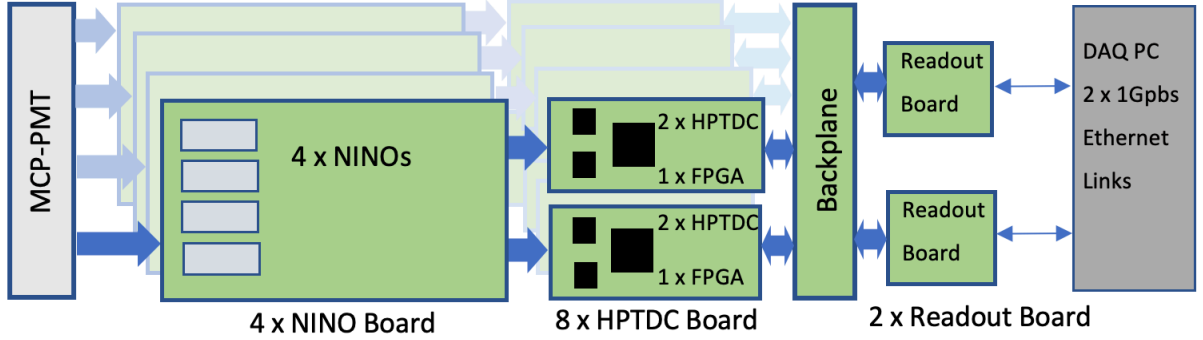 MCP-PMT
4 x NINOs
2 x HPTDC
1 x FPGA
2 x HPTDC
1 x FPGA
Backplane
Readout
Board
Readout
Board
DAQ PC
2 x 1Gpbs
Ethernet
Links
4 x NINO Board
8 x HPTDC Board
2 x Readout Board